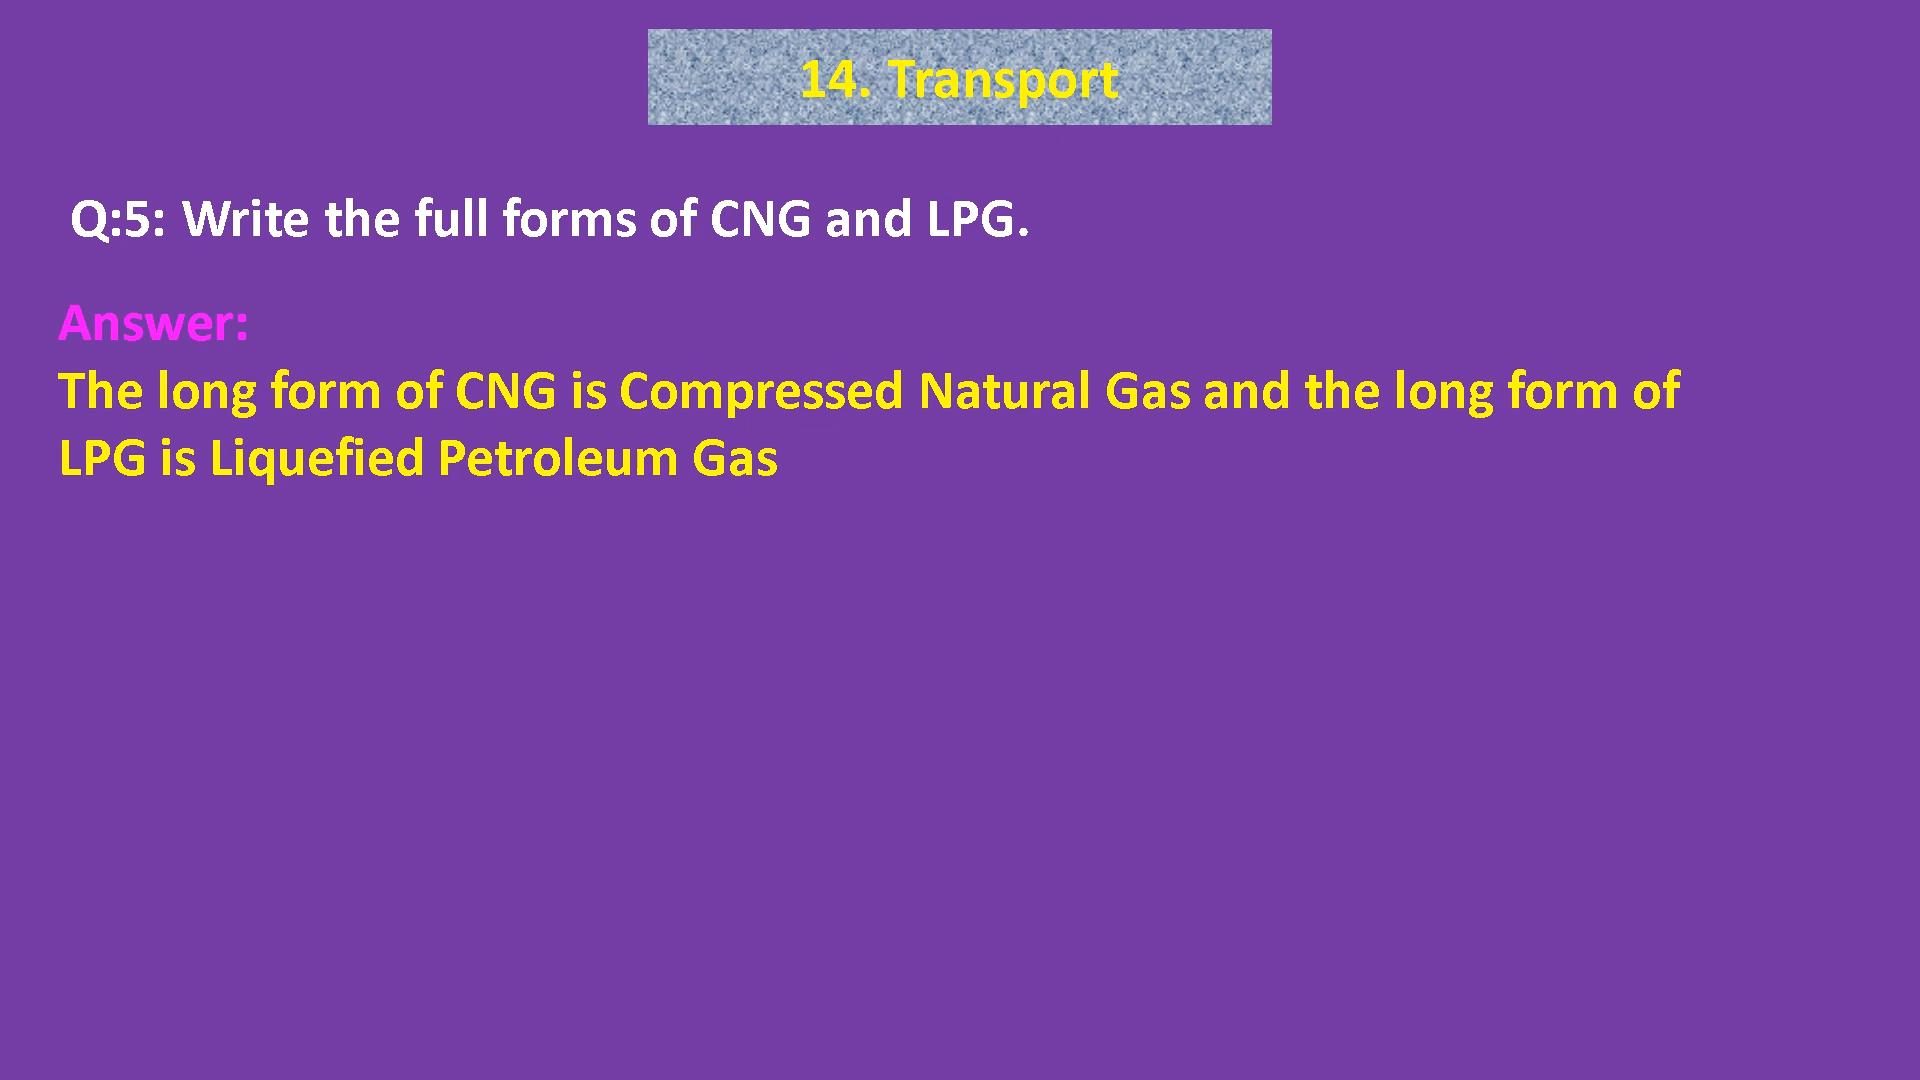 14. Transport
Q:5: Write the full forms of CNG and LPG.
Answer:
The long form of CNG is Compressed Natural Gas and the long form of
LPG is Liquefied Petroleum Gas